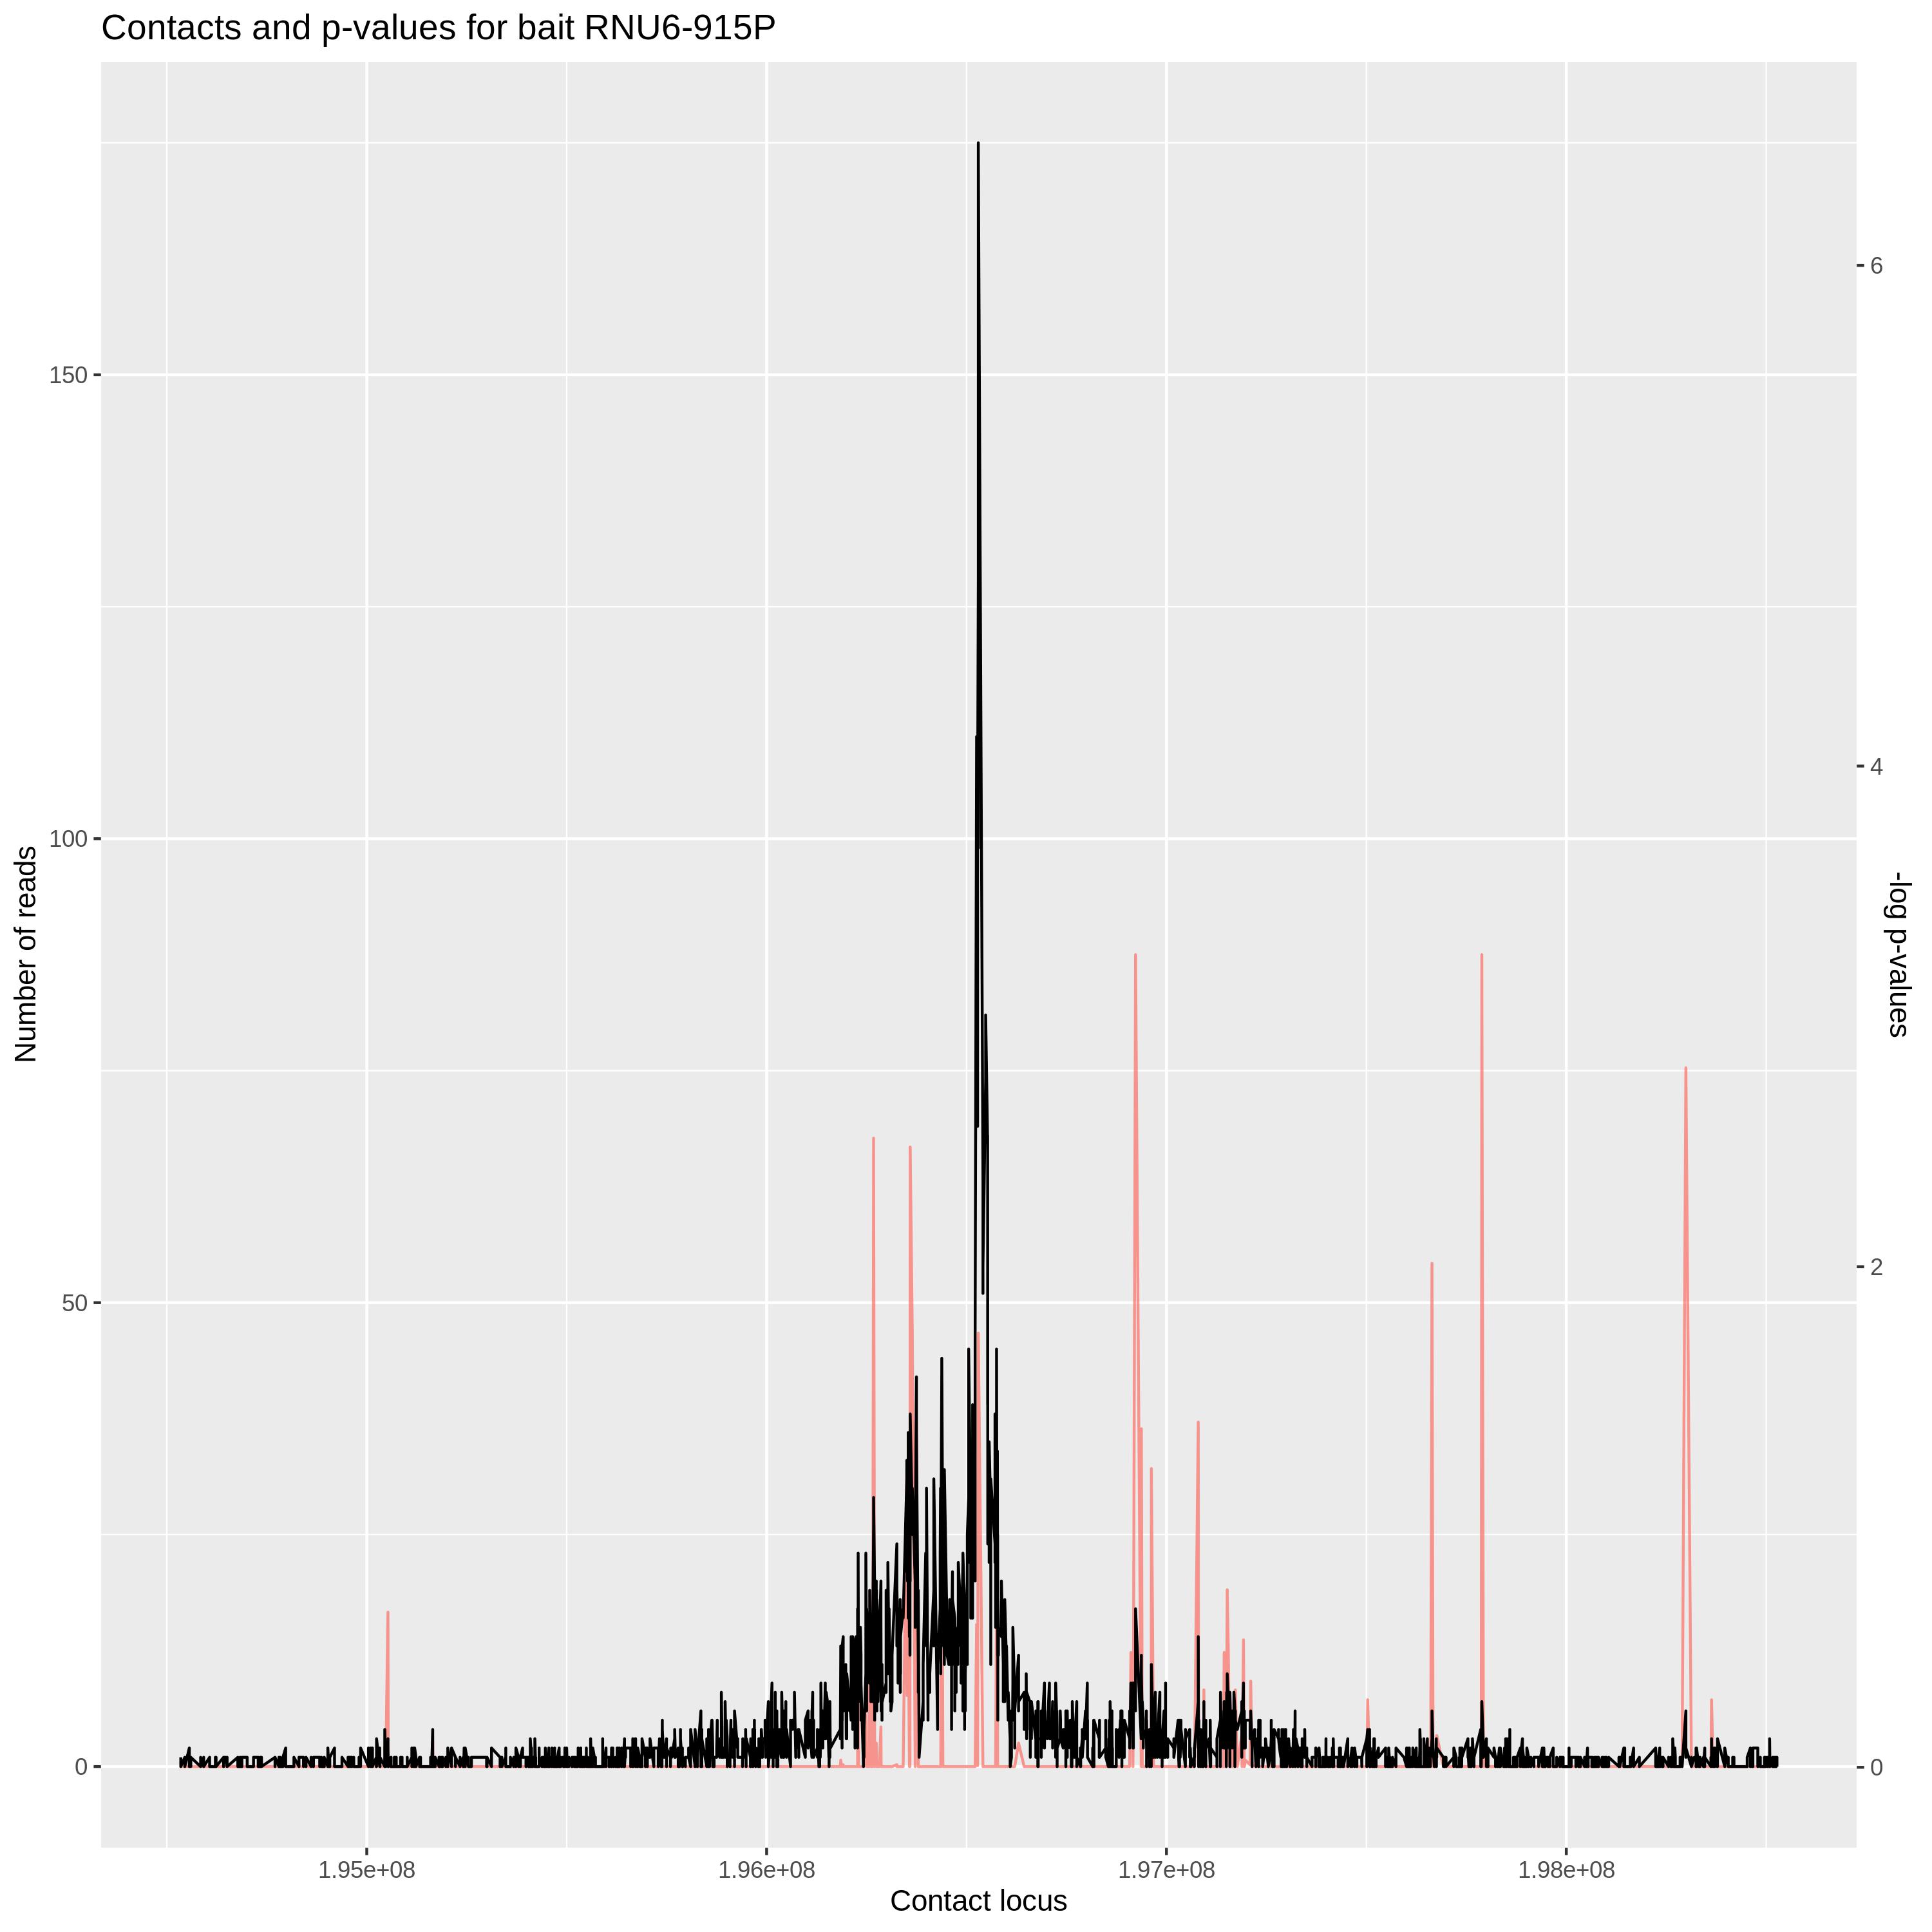 Contacts and p-values for bait RNU6-915P
Number of reads
150
100
50
0
6
4
2
0
-log p-values
1.95e+08
1.96e+08
1.97e+08
1.98e+08
Contact locus